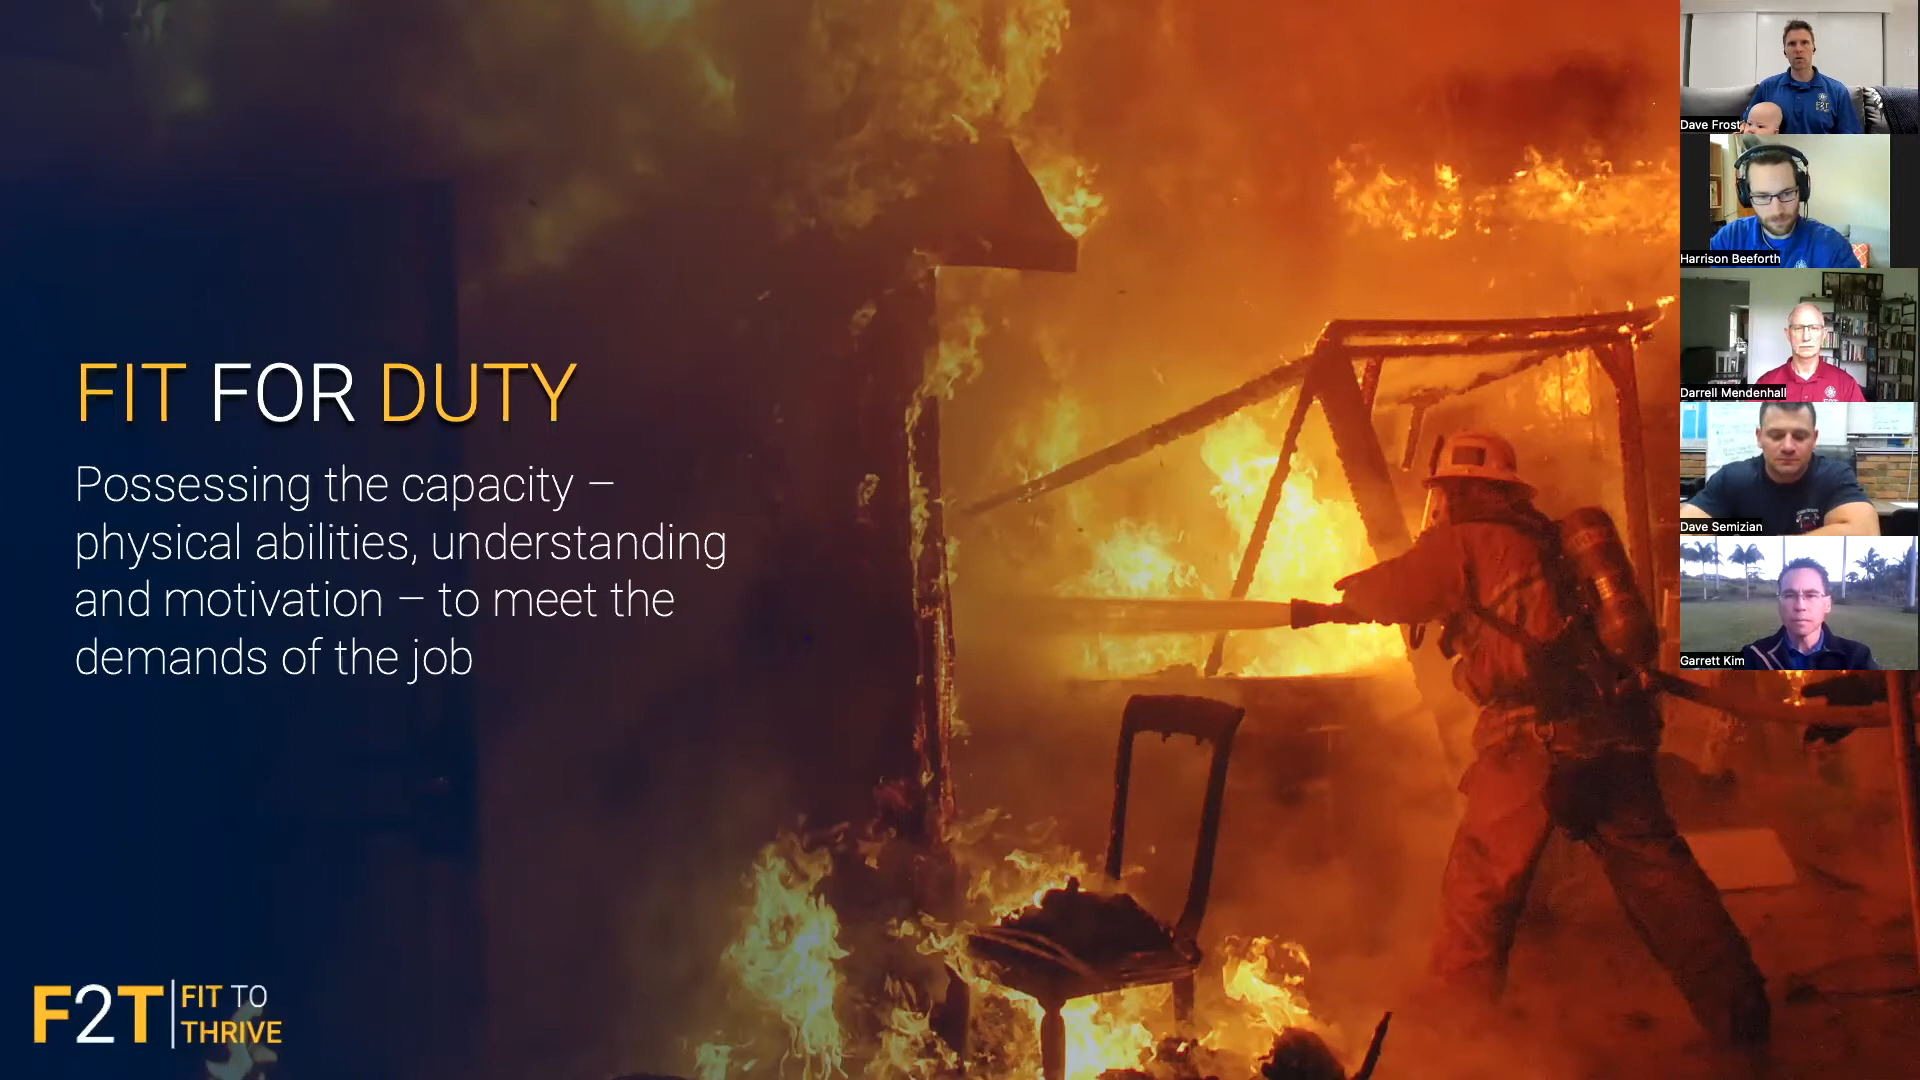 FIT FOR DUTY
Possessing the capacity –
physical abilities, understanding
and motivation – to meet the
demands of the job
F2T
FIT TO
THRIVE
Dave Frost
Harrison Beeforth
Darrell Mendenhall
Dave Semizian
Garrett Kim